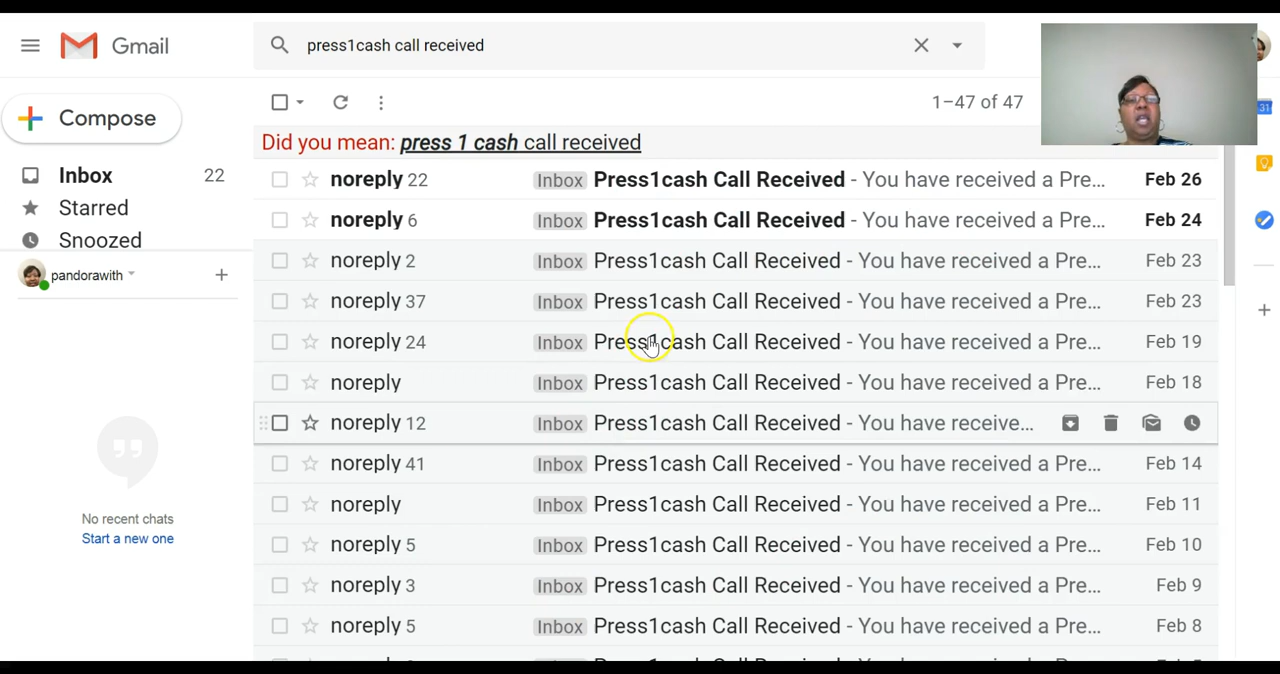 Gmail
press1cash call received
Compose
1–47 of 47
Did you mean: press 1 cash call received
Inbox 22
Starred
Snoozed
pandorawith
No recent chats
Start a new one
noreply 22 Inbox Press1cash Call Received - You have received a Pre... Feb 26
noreply 6 Inbox Press1cash Call Received - You have received a Pre... Feb 24
noreply 2 Inbox Press1cash Call Received - You have received a Pre... Feb 23
noreply 37 Inbox Press1cash Call Received - You have received a Pre... Feb 23
noreply 24 Inbox Press1cash Call Received - You have received a Pre... Feb 19
noreply Inbox Press1cash Call Received - You have received a Pre... Feb 18
noreply 12 Inbox Press1cash Call Received - You have receive...
noreply 41 Inbox Press1cash Call Received - You have received a Pre... Feb 14
noreply Inbox Press1cash Call Received - You have received a Pre... Feb 11
noreply 5 Inbox Press1cash Call Received - You have received a Pre... Feb 10
noreply 3 Inbox Press1cash Call Received - You have received a Pre... Feb 9
noreply 5 Inbox Press1cash Call Received - You have received a Pre... Feb 8
31